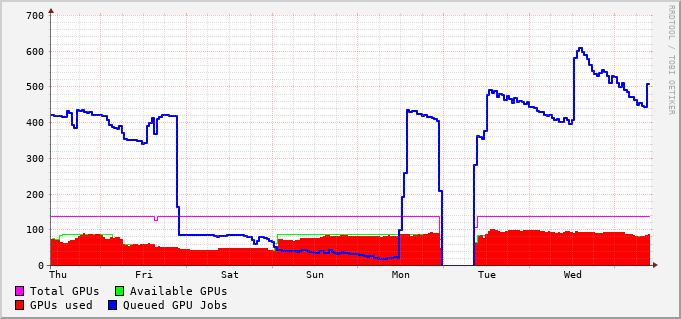 700
600
500
400
300
200
100
0
Thu Fri Sat Sun Mon Tue Wed
Total GPUs Available GPUs
GPUs used Queued GPU Jobs
RRDTOOL / TOBI OETIKER